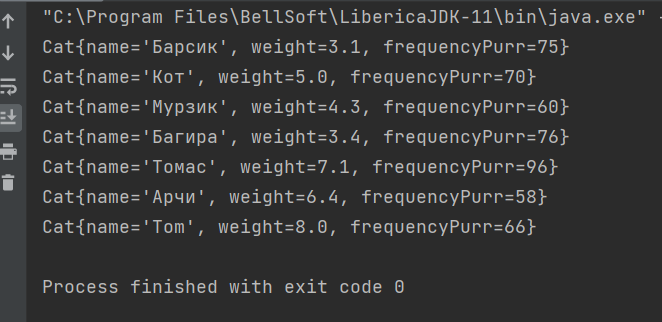 "C:\Program Files\BellSoft\LibericaJDK-11\bin\java.exe"
Cat{name='Барсик', weight=3.1, frequencyPurr=75}
Cat{name='Кот', weight=5.0, frequencyPurr=70}
Cat{name='Мурзик', weight=4.3, frequencyPurr=60}
Cat{name='Багира', weight=3.4, frequencyPurr=76}
Cat{name='Томас', weight=7.1, frequencyPurr=96}
Cat{name='Арчи', weight=6.4, frequencyPurr=58}
Cat{name='Tom', weight=8.0, frequencyPurr=66}
Process finished with exit code 0